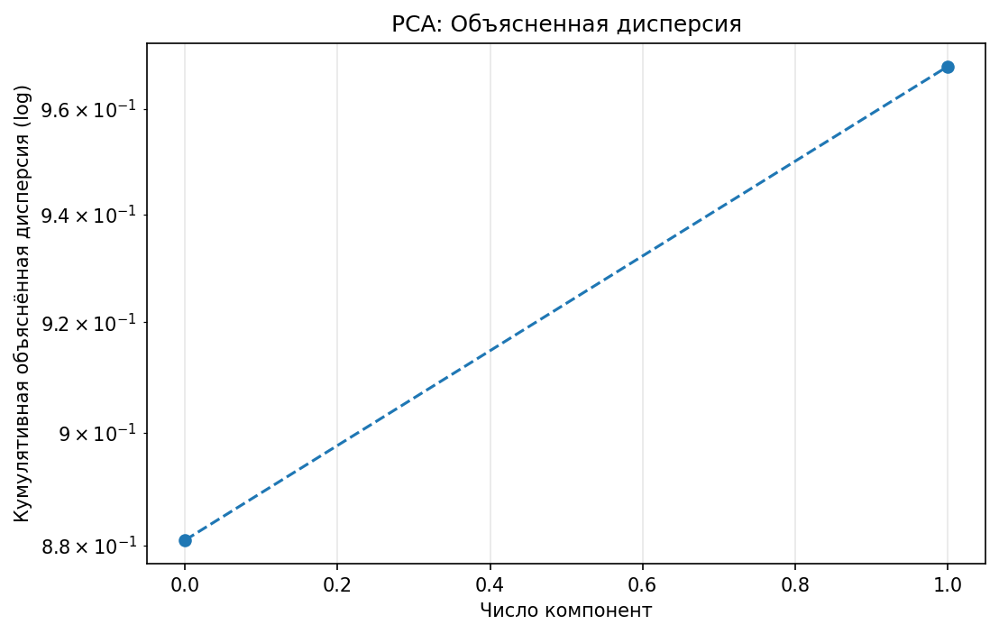 PCA: Объясненная дисперсия
Кумулятивная объяснённая дисперсия (log)
9.6 × 10⁻¹
9.4 × 10⁻¹
9.2 × 10⁻¹
9 × 10⁻¹
8.8 × 10⁻¹
0.0 0.2 0.4 0.6 0.8 1.0
Число компонент